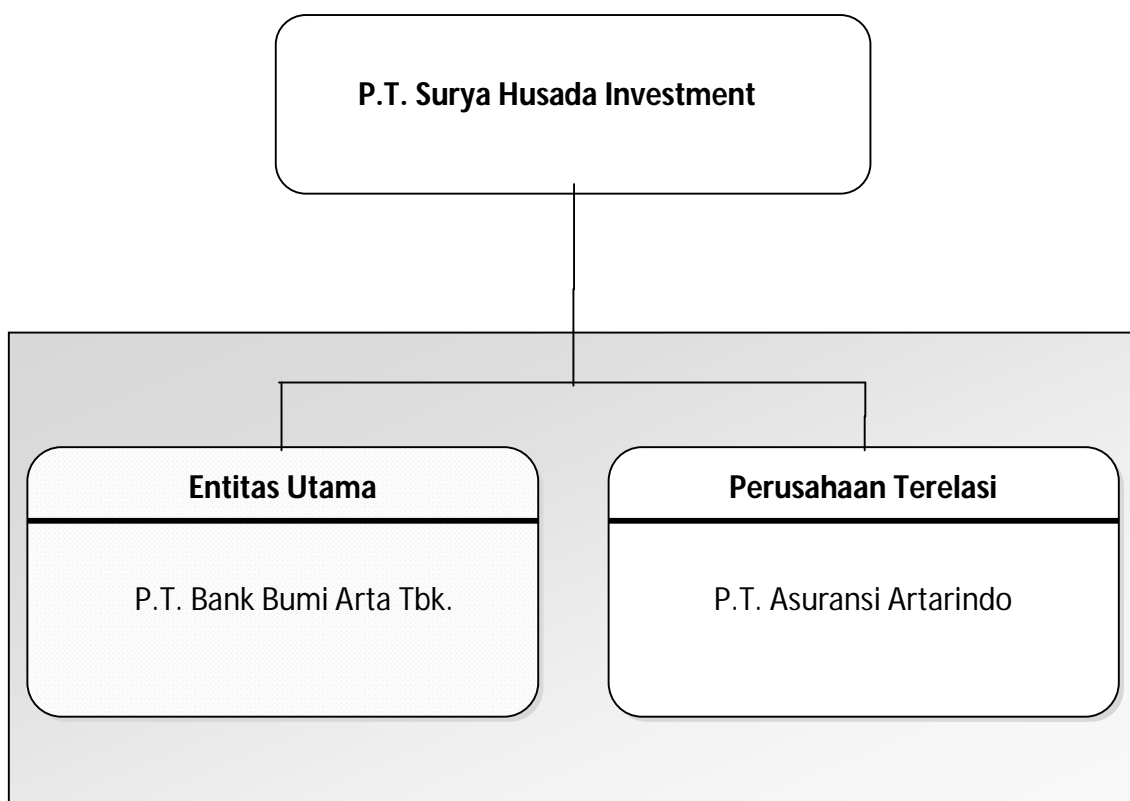 P.T. Surya Husada Investment
Entitas Utama
P.T. Bank Bumi Arta Tbk.
Perusahaan Terelasi
P.T. Asuransi Artarindo